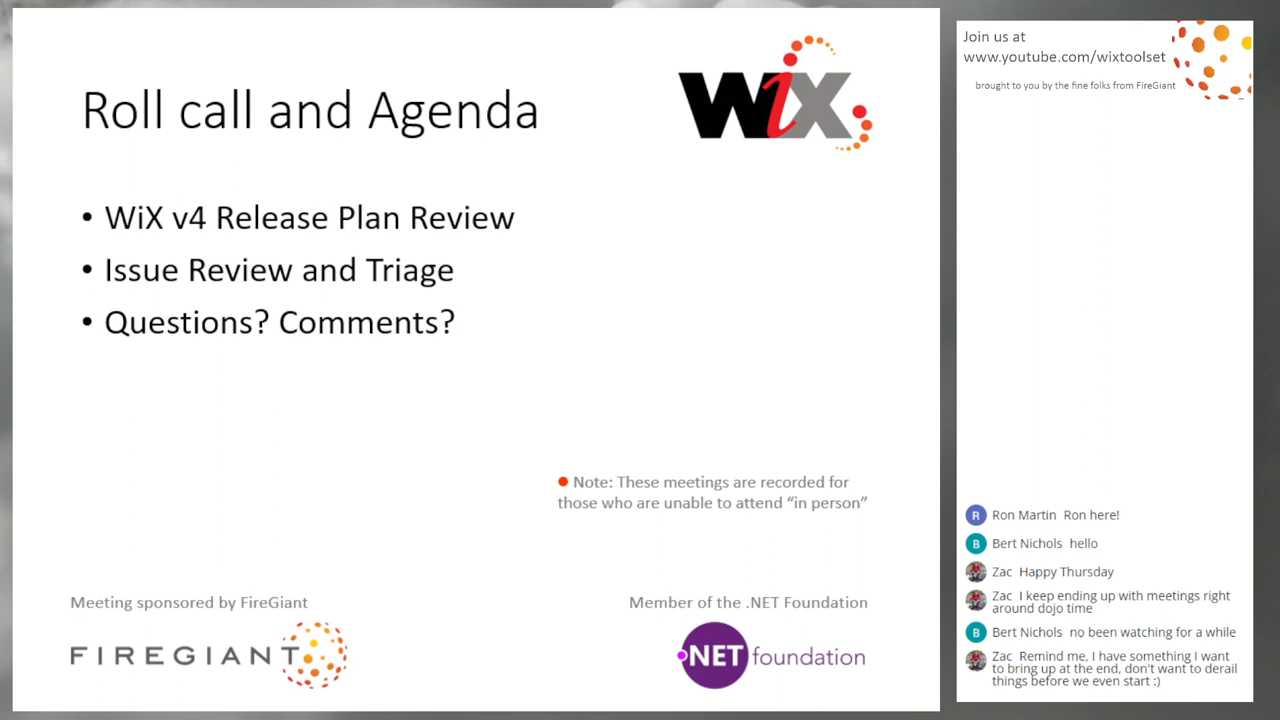 Roll call and Agenda
WiX
• WiX v4 Release Plan Review
• Issue Review and Triage
• Questions? Comments?
Note: These meetings are recorded for
those who are unable to attend “in person”
Meeting sponsored by FireGiant
FIREGIANT
Member of the .NET Foundation
.NET foundation
Join us at
www.youtube.com/wixtoolset
brought to you by the fine folks from FireGiant
R Ron Martin Ron here!
B Bert Nichols hello
Zac Happy Thursday
Zac I keep ending up with meetings right
around dojo time
B Bert Nichols no been watching for a while
Zac Remind me, I have something I want
to bring up at the end, don't want to derail
things before we even start :)